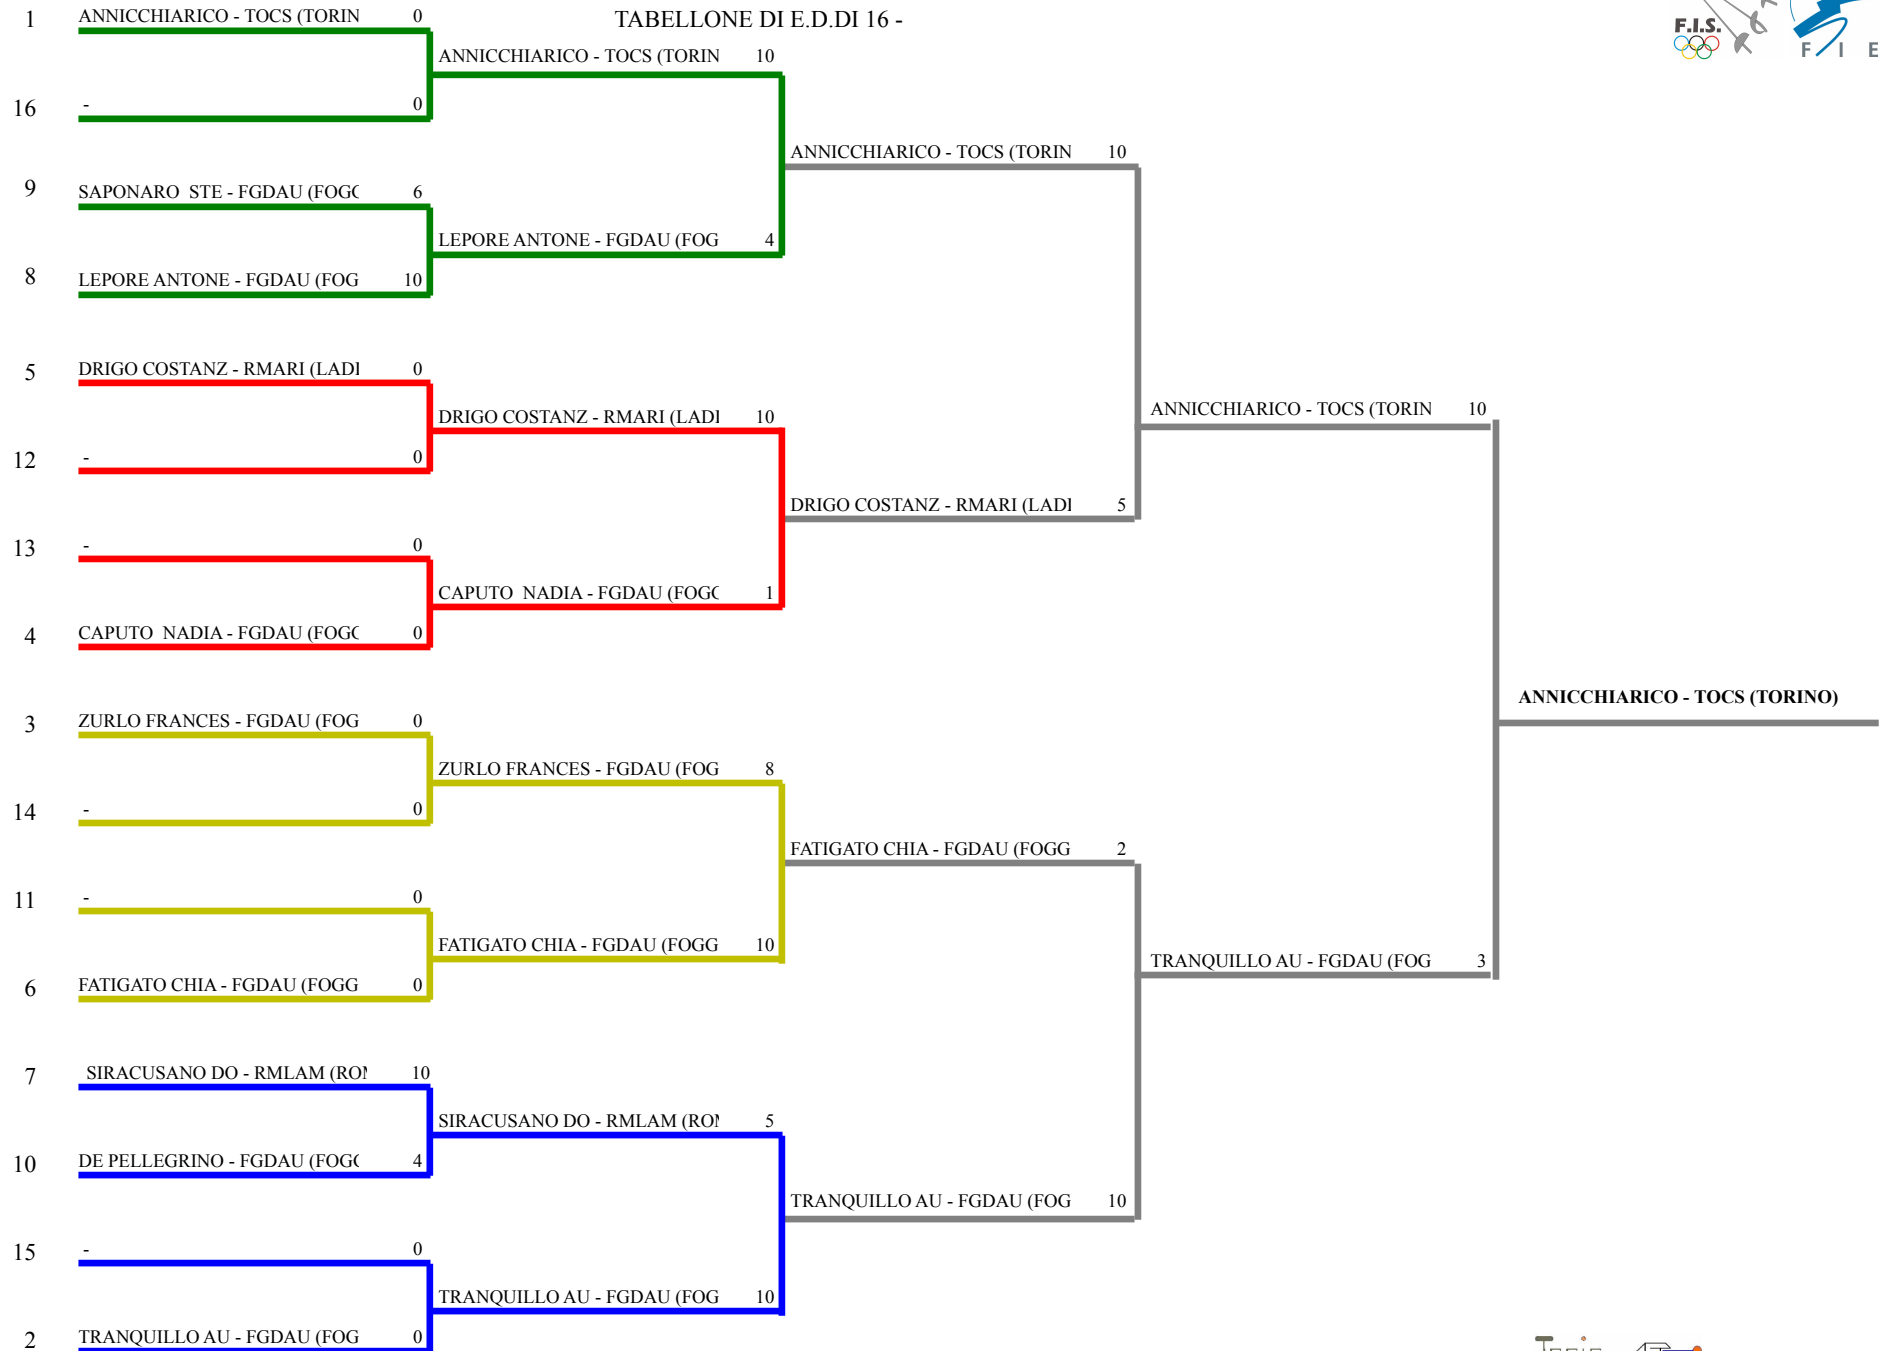 TABELLONE DI E.D.DI 16 -
F.I.S.
F I E
1 ANNICCHIARICO - TOCS (TORIN 0
ANNICCHIARICO - TOCS (TORIN 10
16 - 0
ANNICCHIARICO - TOCS (TORIN 10
9 SAPONARO STE - FGDAU (FOGG 6
LEPORE ANTONE - FGDAU (FOG 4
8 LEPORE ANTONE - FGDAU (FOG 10
5 DRIGO COSTANZ - RMARI (LADI 0
ANNICCHIARICO - TOCS (TORIN 10
DRIGO COSTANZ - RMARI (LADI 10
12 - 0
DRIGO COSTANZ - RMARI (LADI 5
13 - 0
CAPUTO NADIA - FGDAU (FOGG 1
4 CAPUTO NADIA - FGDAU (FOGG 0
ANNICCHIARICO - TOCS (TORINO)
3 ZURLO FRANCES - FGDAU (FOG 0
ZURLO FRANCES - FGDAU (FOG 8
14 - 0
FATIGATO CHIA - FGDAU (FOGG 2
11 - 0
FATIGATO CHIA - FGDAU (FOGG 10
TRANQUILLO AU - FGDAU (FOG 3
6 FATIGATO CHIA - FGDAU (FOGG 0
7 SIRACUSANO DO - RMLAM (ROM 10
SIRACUSANO DO - RMLAM (ROM 5
10 DE PELLEGRINO - FGDAU (FOGG 4
TRANQUILLO AU - FGDAU (FOG 10
15 - 0
TRANQUILLO AU - FGDAU (FOG 10
2 TRANQUILLO AU - FGDAU (FOG 0